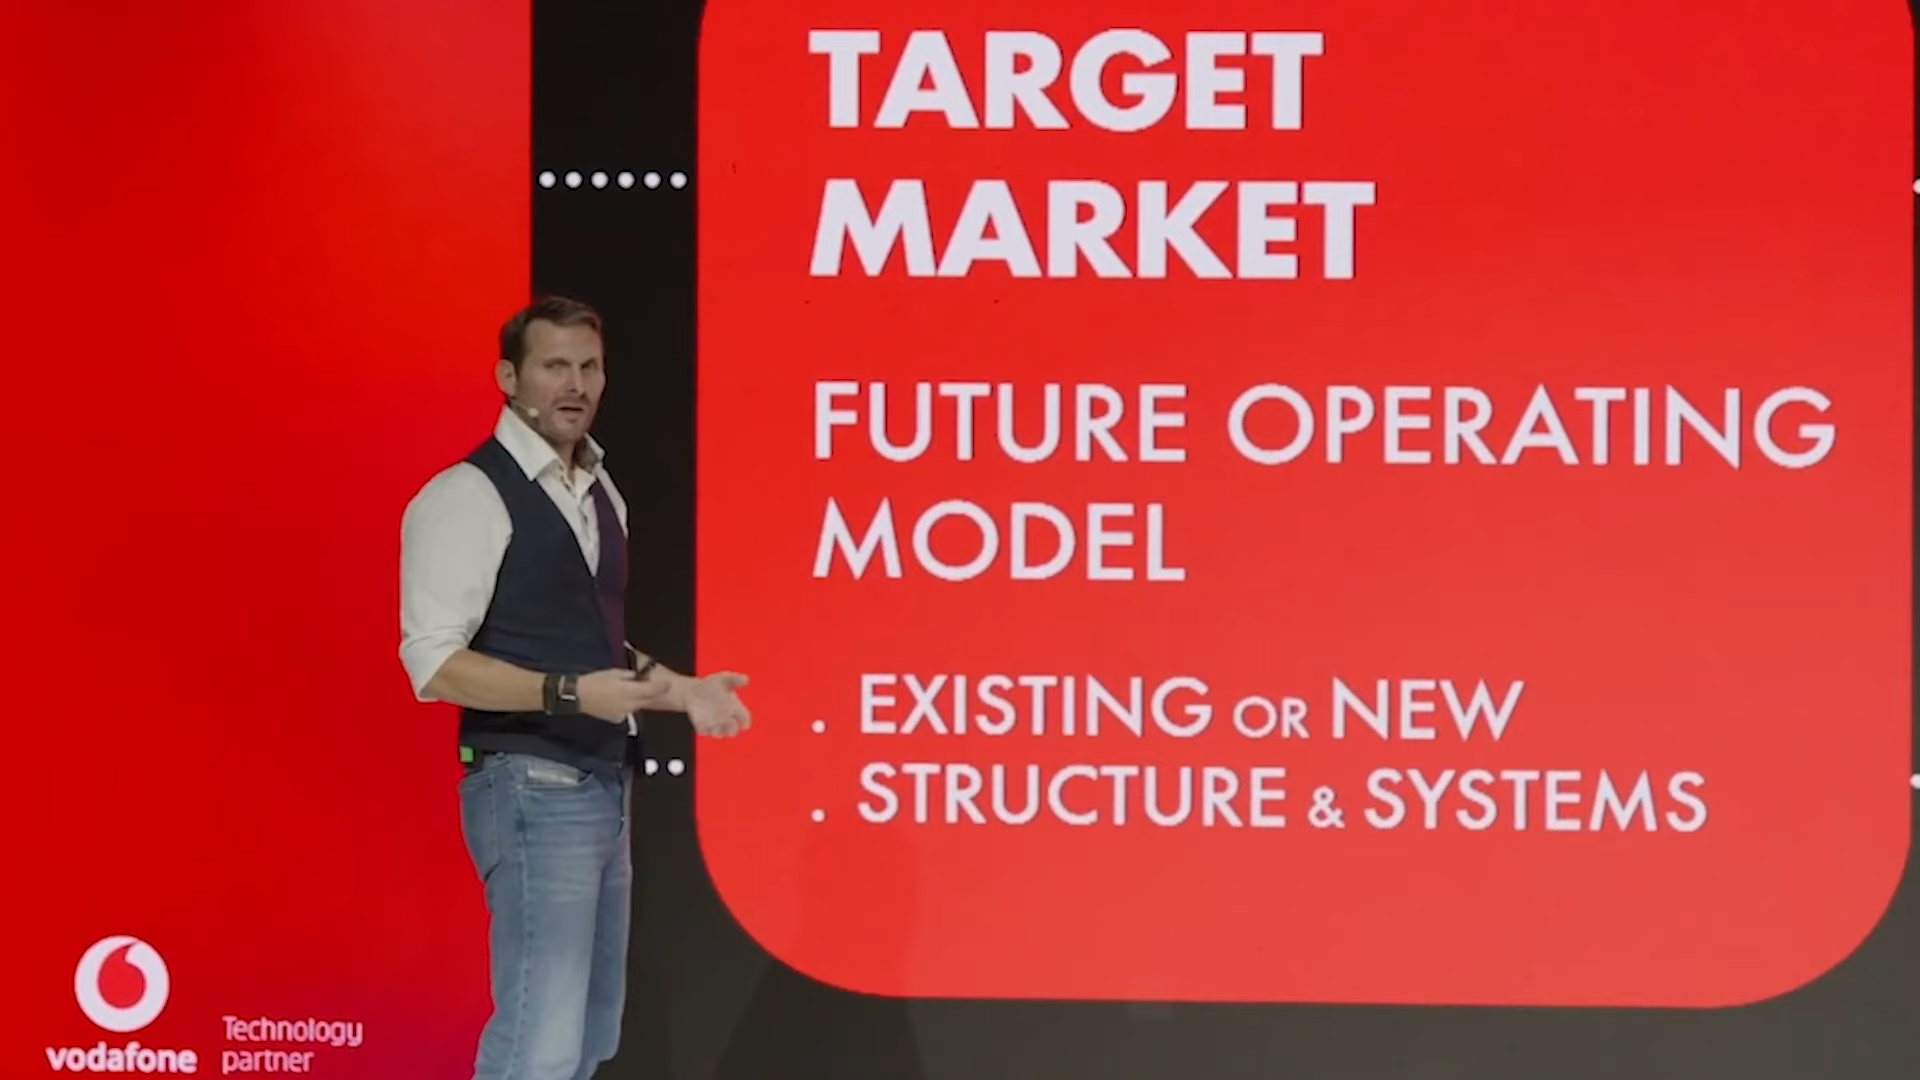 TARGET
MARKET
FUTURE OPERATING
MODEL
. EXISTING OR NEW
. STRUCTURE & SYSTEMS
vodafone
Technology
partner